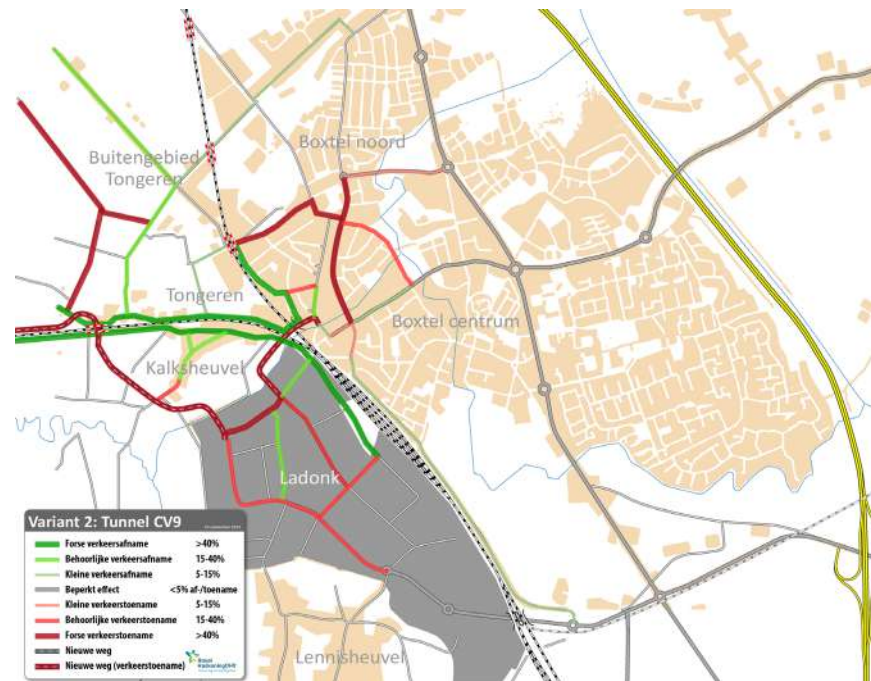 Buitengebied
Tongeren
Boxtel noord
Tongeren
Boxtel centrum
Kalksheuvel
Ladonk
Lennisheuvel
Variant 2: Tunnel CV9
Forse verkeersafname >40%
Behoorlijke verkeersafname 15-40%
Kleine verkeersafname 5-15%
Beperkt effect <5% af-/toename
Kleine verkeerstoename 5-15%
Behoorlijke verkeerstoename 15-40%
Forse verkeerstoename >40%
Nieuwe weg
Nieuwe weg (verkeerstoename)